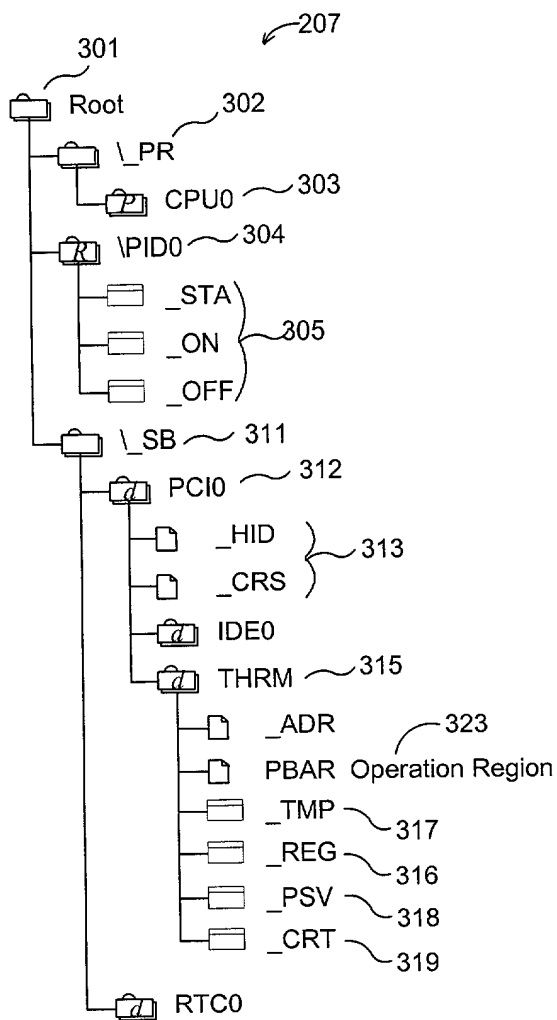 207
301
Root
\_PR 302
P CPU0 303
R \PID0 304
_STA
_ON 305
_OFF
\_SB 311
d PCI0 312
_HID
313
_CRS
d IDE0
d THRM 315
_ADR
323
PBAR Operation Region
_TMP 317
_REG 316
_PSV 318
_CRT 319
d RTC0